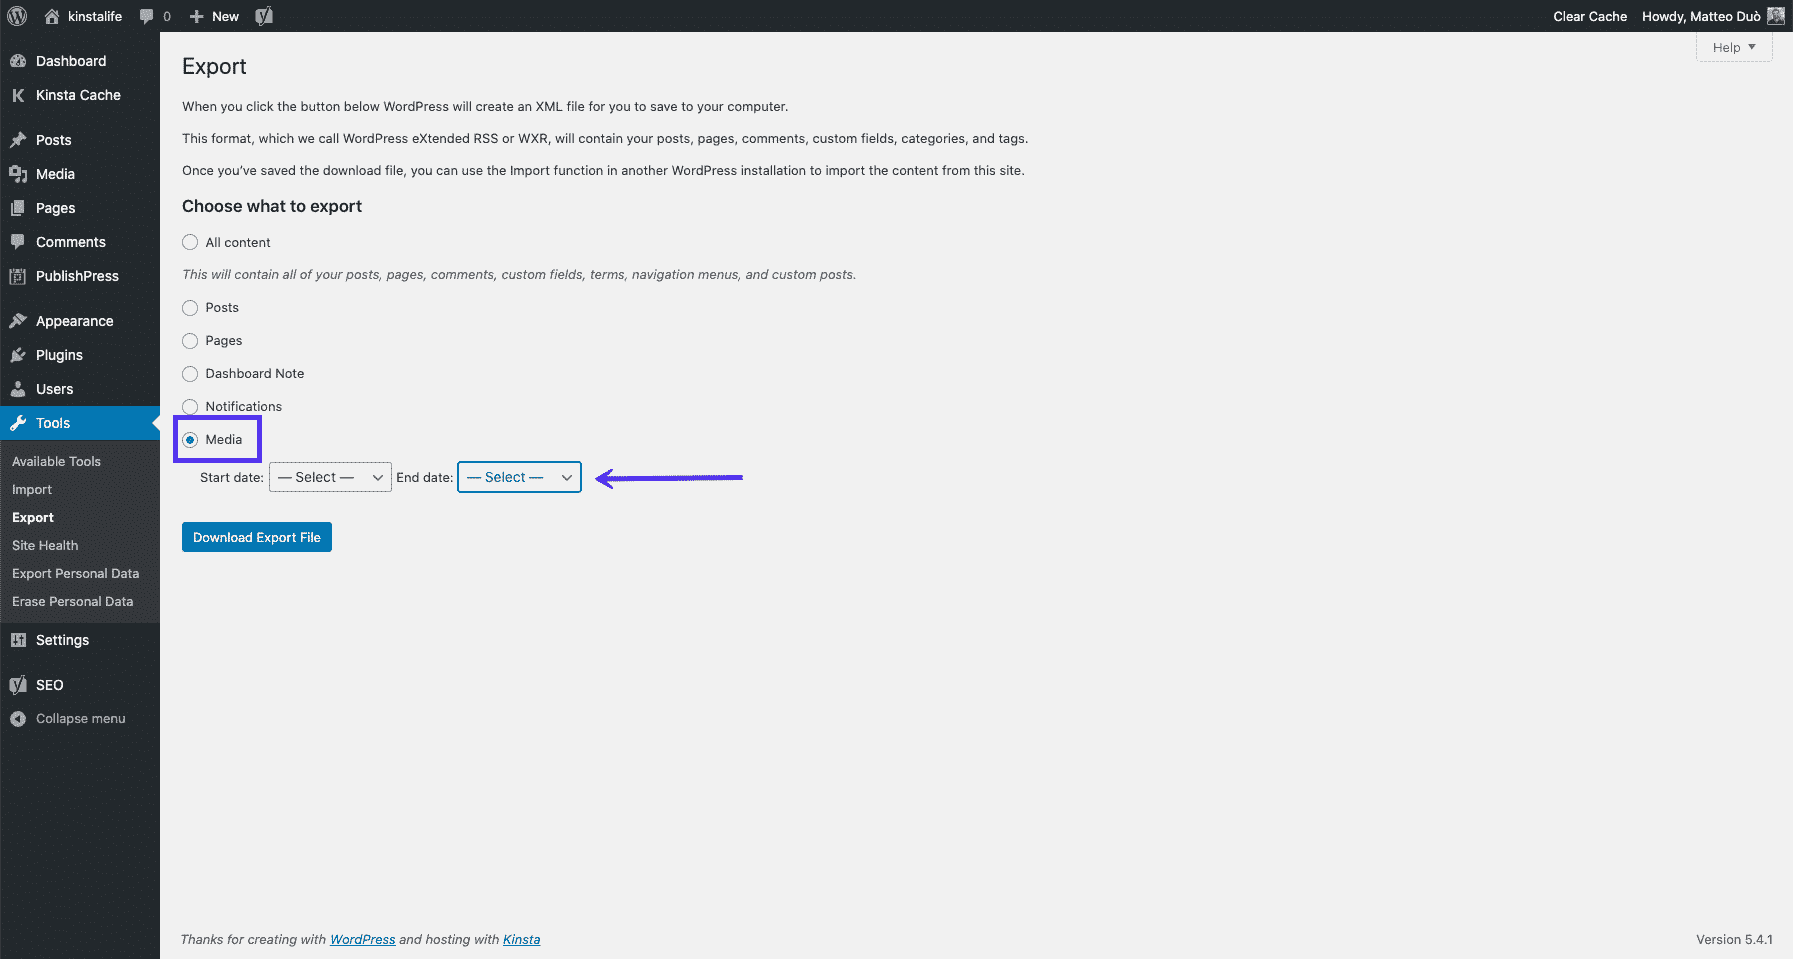 kinstalife 0 New Clear Cache Howdy, Matteo Duò
Help
Dashboard
Kinsta Cache
Posts
Media
Pages
Comments
PublishPress
Appearance
Plugins
Users
Tools
Available Tools
Import
Export
Site Health
Export Personal Data
Erase Personal Data
Settings
SEO
Collapse menu
Export
When you click the button below WordPress will create an XML file for you to save to your computer.
This format, which we call WordPress eXtended RSS or WXR, will contain your posts, pages, comments, custom fields, categories, and tags.
Once you’ve saved the download file, you can use the Import function in another WordPress installation to import the content from this site.
Choose what to export
All content
This will contain all of your posts, pages, comments, custom fields, terms, navigation menus, and custom posts.
Posts
Pages
Dashboard Note
Notifications
Media
Start date: — Select — End date: — Select —
Download Export File
Thanks for creating with WordPress and hosting with Kinsta
Version 5.4.1